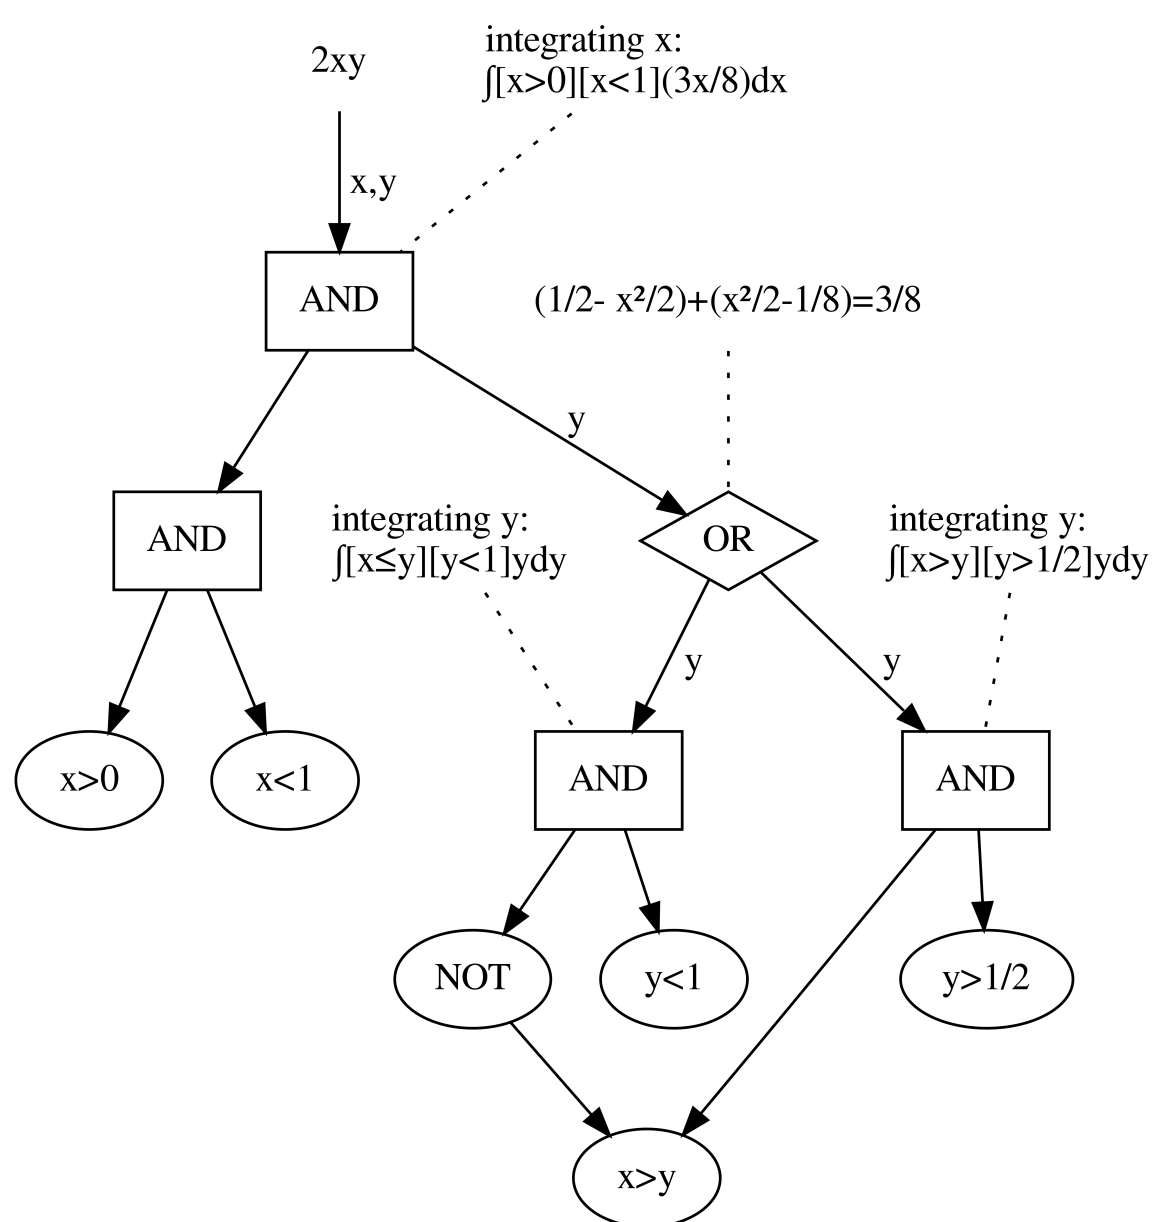 integrating x:
2xy
∫[x>0][x<1](3x/8)dx
x,y
AND
(1/2- x²/2)+(x²/2-1/8)=3/8
y
integrating y:
∫[x≤y][y<1]ydy
integrating y:
∫[x>y][y>1/2]ydy
AND
OR
y
y
x>0
x<1
AND
AND
NOT
y<1
y>1/2
x>y